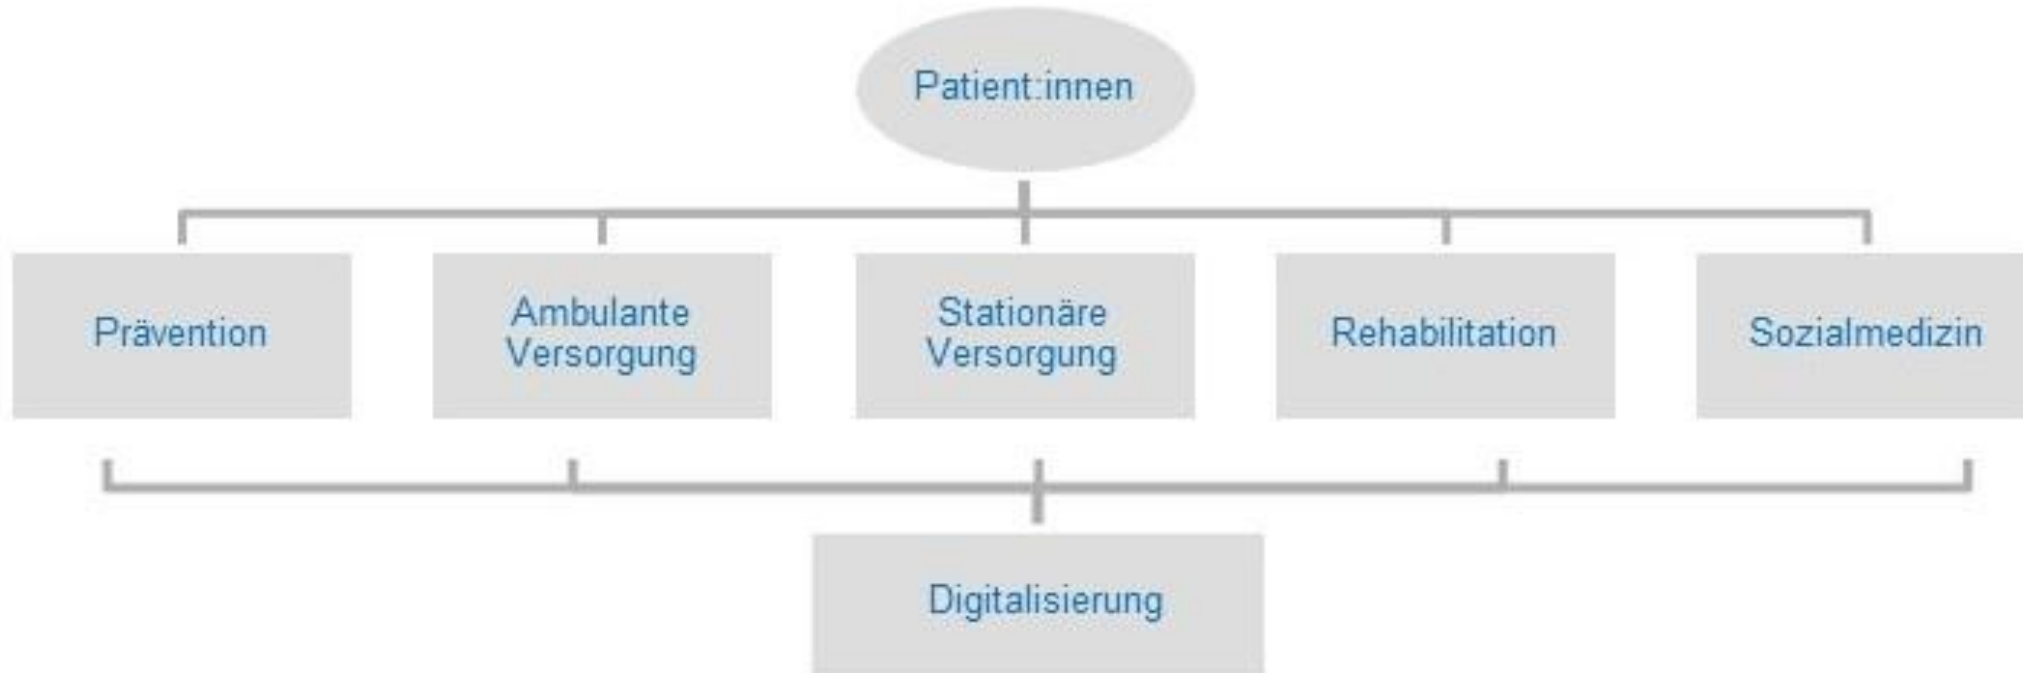 Patient:innen
Prävention
Ambulante
Versorgung
Stationäre
Versorgung
Rehabilitation
Sozialmedizin
Digitalisierung